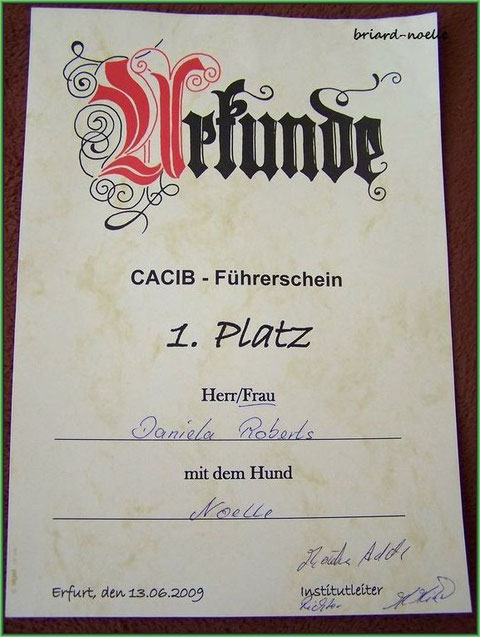 briard-noelle
Urkunde
CACIB - Führerschein
1. Platz
Herr/Frau
Daniela Roberts
mit dem Hund
Noelle
Erfurt, den 13.06.2009
Institutleiter
Richter